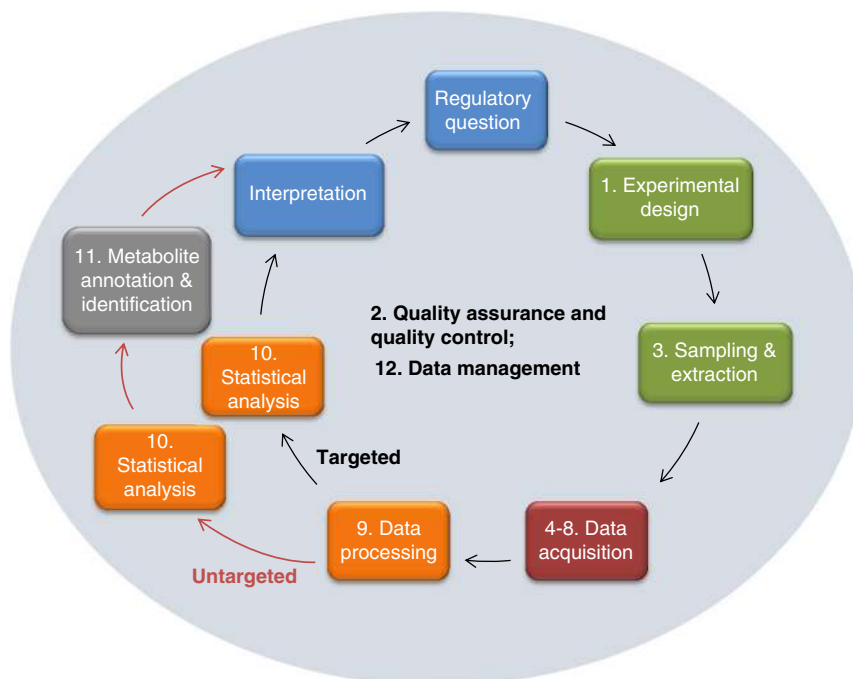 Regulatory
question
1. Experimental
design
3. Sampling &
extraction
4-8. Data
acquisition
9. Data
processing
Targeted
Untargeted
10.
Statistical
analysis
10.
Statistical
analysis
11. Metabolite
annotation &
identification
Interpretation
2. Quality assurance and
quality control;
12. Data management